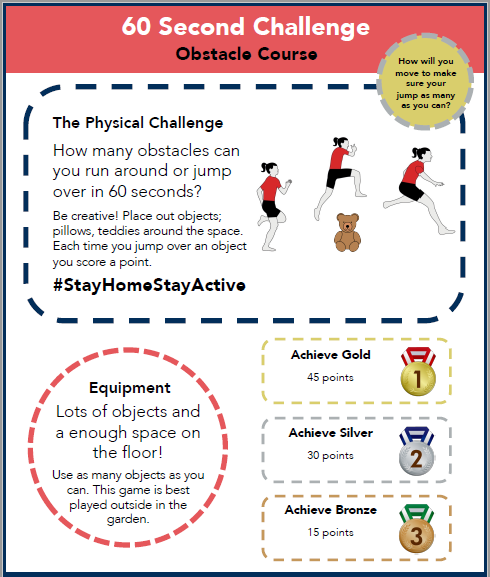 60 Second Challenge
Obstacle Course
How will you
move to make
sure your
jump as many
as you can?
The Physical Challenge
How many obstacles can
you run around or jump
over in 60 seconds?
Be creative! Place out objects;
pillows, teddies around the space.
Each time you jump over an object
you score a point.
#StayHomeStayActive
Equipment
Lots of objects and
a enough space on
the floor!
Use as many objects as you
can. This game is best
played outside in the
garden.
Achieve Gold
45 points
1
Achieve Silver
30 points
2
Achieve Bronze
15 points
3